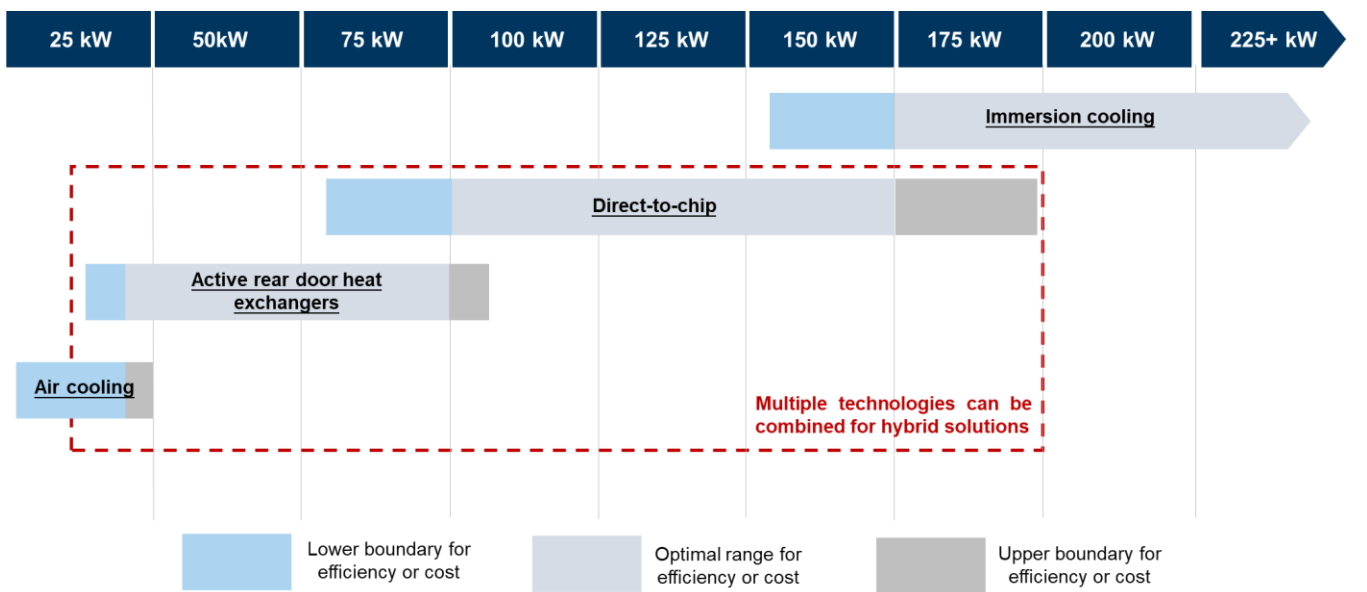 25 kW
50kW
75 kW
100 kW
125 kW
150 kW
175 kW
200 kW
225+ kW
Immersion cooling
Direct-to-chip
Active rear door heat
exchangers
Air cooling
Multiple technologies can be
combined for hybrid solutions
Lower boundary for
efficiency or cost
Optimal range for
efficiency or cost
Upper boundary for
efficiency or cost